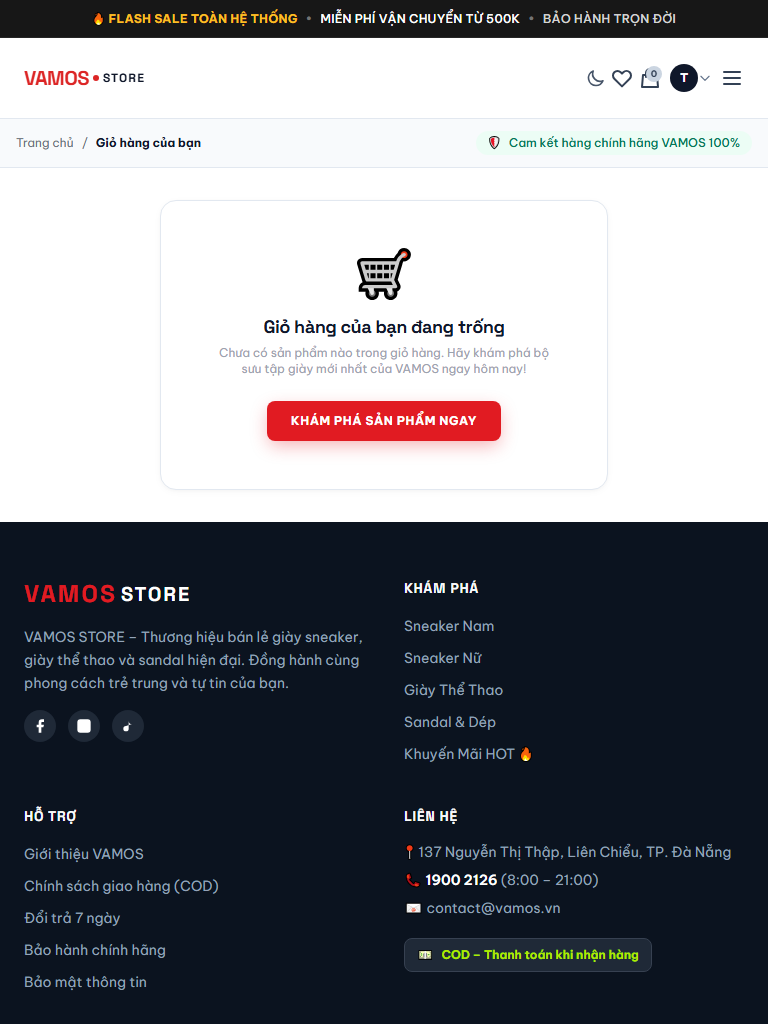 FLASH SALE TOÀN HỆ THỐNG • MIỄN PHÍ VẬN CHUYỂN TỪ 500K • BẢO HÀNH TRỌN ĐỜI
VAMOS • STORE
0
T
Trang chủ / Giỏ hàng của bạn
Cam kết hàng chính hãng VAMOS 100%
Giỏ hàng của bạn đang trống
Chưa có sản phẩm nào trong giỏ hàng. Hãy khám phá bộ
sưu tập giày mới nhất của VAMOS ngay hôm nay!
KHÁM PHÁ SẢN PHẨM NGAY
VAMOS STORE
VAMOS STORE – Thương hiệu bán lẻ giày sneaker,
giày thể thao và sandal hiện đại. Đồng hành cùng
phong cách trẻ trung và tự tin của bạn.
KHÁM PHÁ
Sneaker Nam
Sneaker Nữ
Giày Thể Thao
Sandal & Dép
Khuyến Mãi HOT
HỖ TRỢ
Giới thiệu VAMOS
Chính sách giao hàng (COD)
Đổi trả 7 ngày
Bảo hành chính hãng
Bảo mật thông tin
LIÊN HỆ
137 Nguyễn Thị Thập, Liên Chiểu, TP. Đà Nẵng
1900 2126 (8:00 – 21:00)
contact@vamos.vn
COD – Thanh toán khi nhận hàng